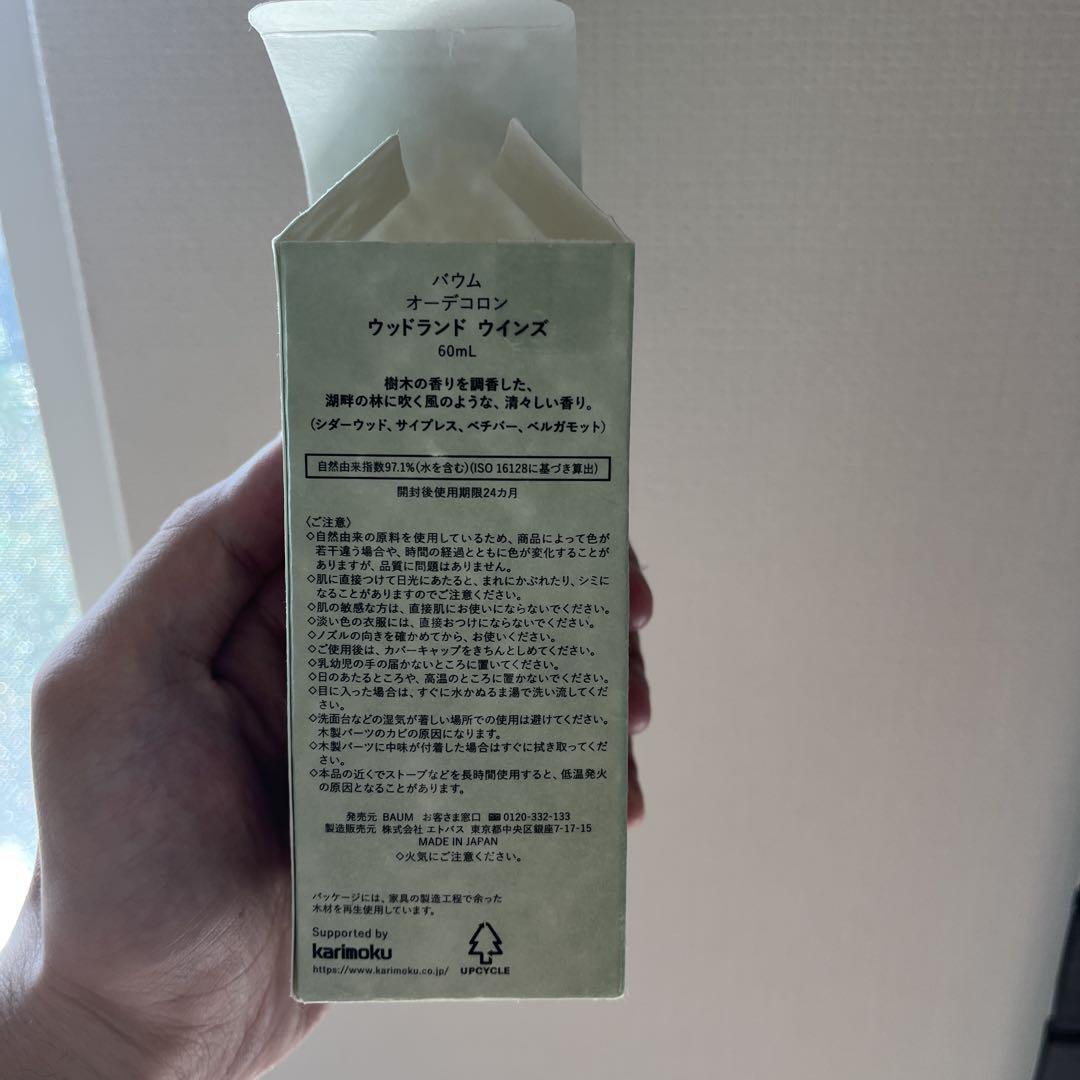 バウム
オーデコロン
ウッドランド ウインズ
60mL
樹木の香りを調香した、
湖畔の林に吹く風のような、清々しい香り。
(シダーウッド、サイプレス、ベチバー、ベルガモット)
自然由来指数97.1%(水を含む)(ISO 16128に基づき算出)
開封後使用期限24カ月
〈ご注意〉
◇自然由来の原料を使用しているため、商品によって色が
若干違う場合や、時間の経過とともに色が変化することが
ありますが、品質に問題はありません。
◇肌に直接つけて日光にあたると、まれにかぶれたり、シミに
なることがありますのでご注意ください。
◇肌の敏感な方は、直接肌にお使いにならないでください。
◇淡い色の衣服には、直接おつけにならないでください。
◇ノズルの向きを確かめてから、お使いください。
◇ご使用後は、カバーキャップをきちんとしめてください。
◇乳幼児の手の届かないところに置いてください。
◇日のあたるところや、高温のところに置かないでください。
◇目に入った場合は、すぐに水かぬるま湯で洗い流してくだ
さい。
◇洗面台などの湿気が著しい場所での使用は避けてください。
木製パーツのカビの原因になります。
◇木製パーツに中味が付着した場合はすぐに拭き取ってくだ
さい。
◇本品の近くでストーブなどを長時間使用すると、低温発火
の原因となることがあります。
発売元 BAUM お客さま窓口 0120-332-133
製造販売元 株式会社 エトバス 東京都中央区銀座7-17-15
MADE IN JAPAN
◇火気にご注意ください。
パッケージには、家具の製造工程で余った
木材を再生使用しています。
Supported by
karimoku
https://www.karimoku.co.jp/
UPCYCLE